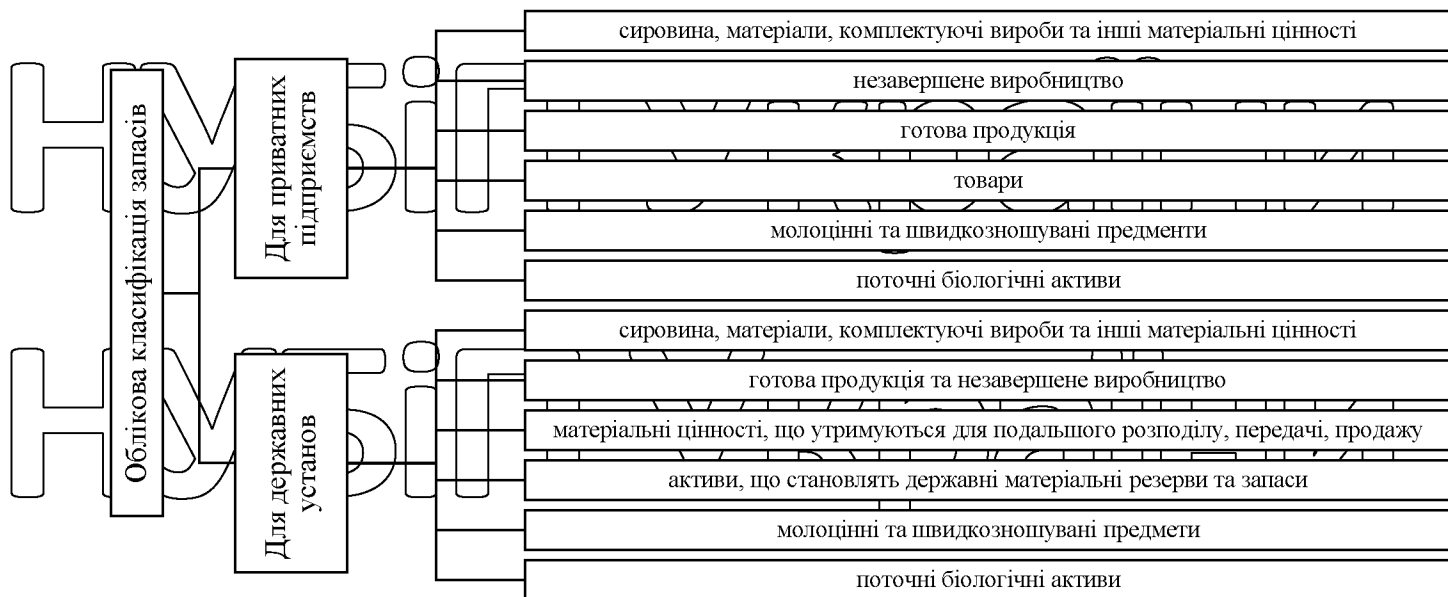 Облікова класифікація запасів
Для приватних
підприємств
сировина, матеріали, комплектуючі вироби та інші матеріальні цінності
незавершене виробництво
готова продукція
товари
молоцінні та швидкозношувані предменти
поточні біологічні активи
Для державних
установ
сировина, матеріали, комплектуючі вироби та інші матеріальні цінності
готова продукція та незавершене виробництво
матеріальні цінності, що утримуються для подальшого розподілу, передачі, продажу
активи, що становлять державні матеріальні резерви та запаси
молоцінні та швидкозношувані предмети
поточні біологічні активи